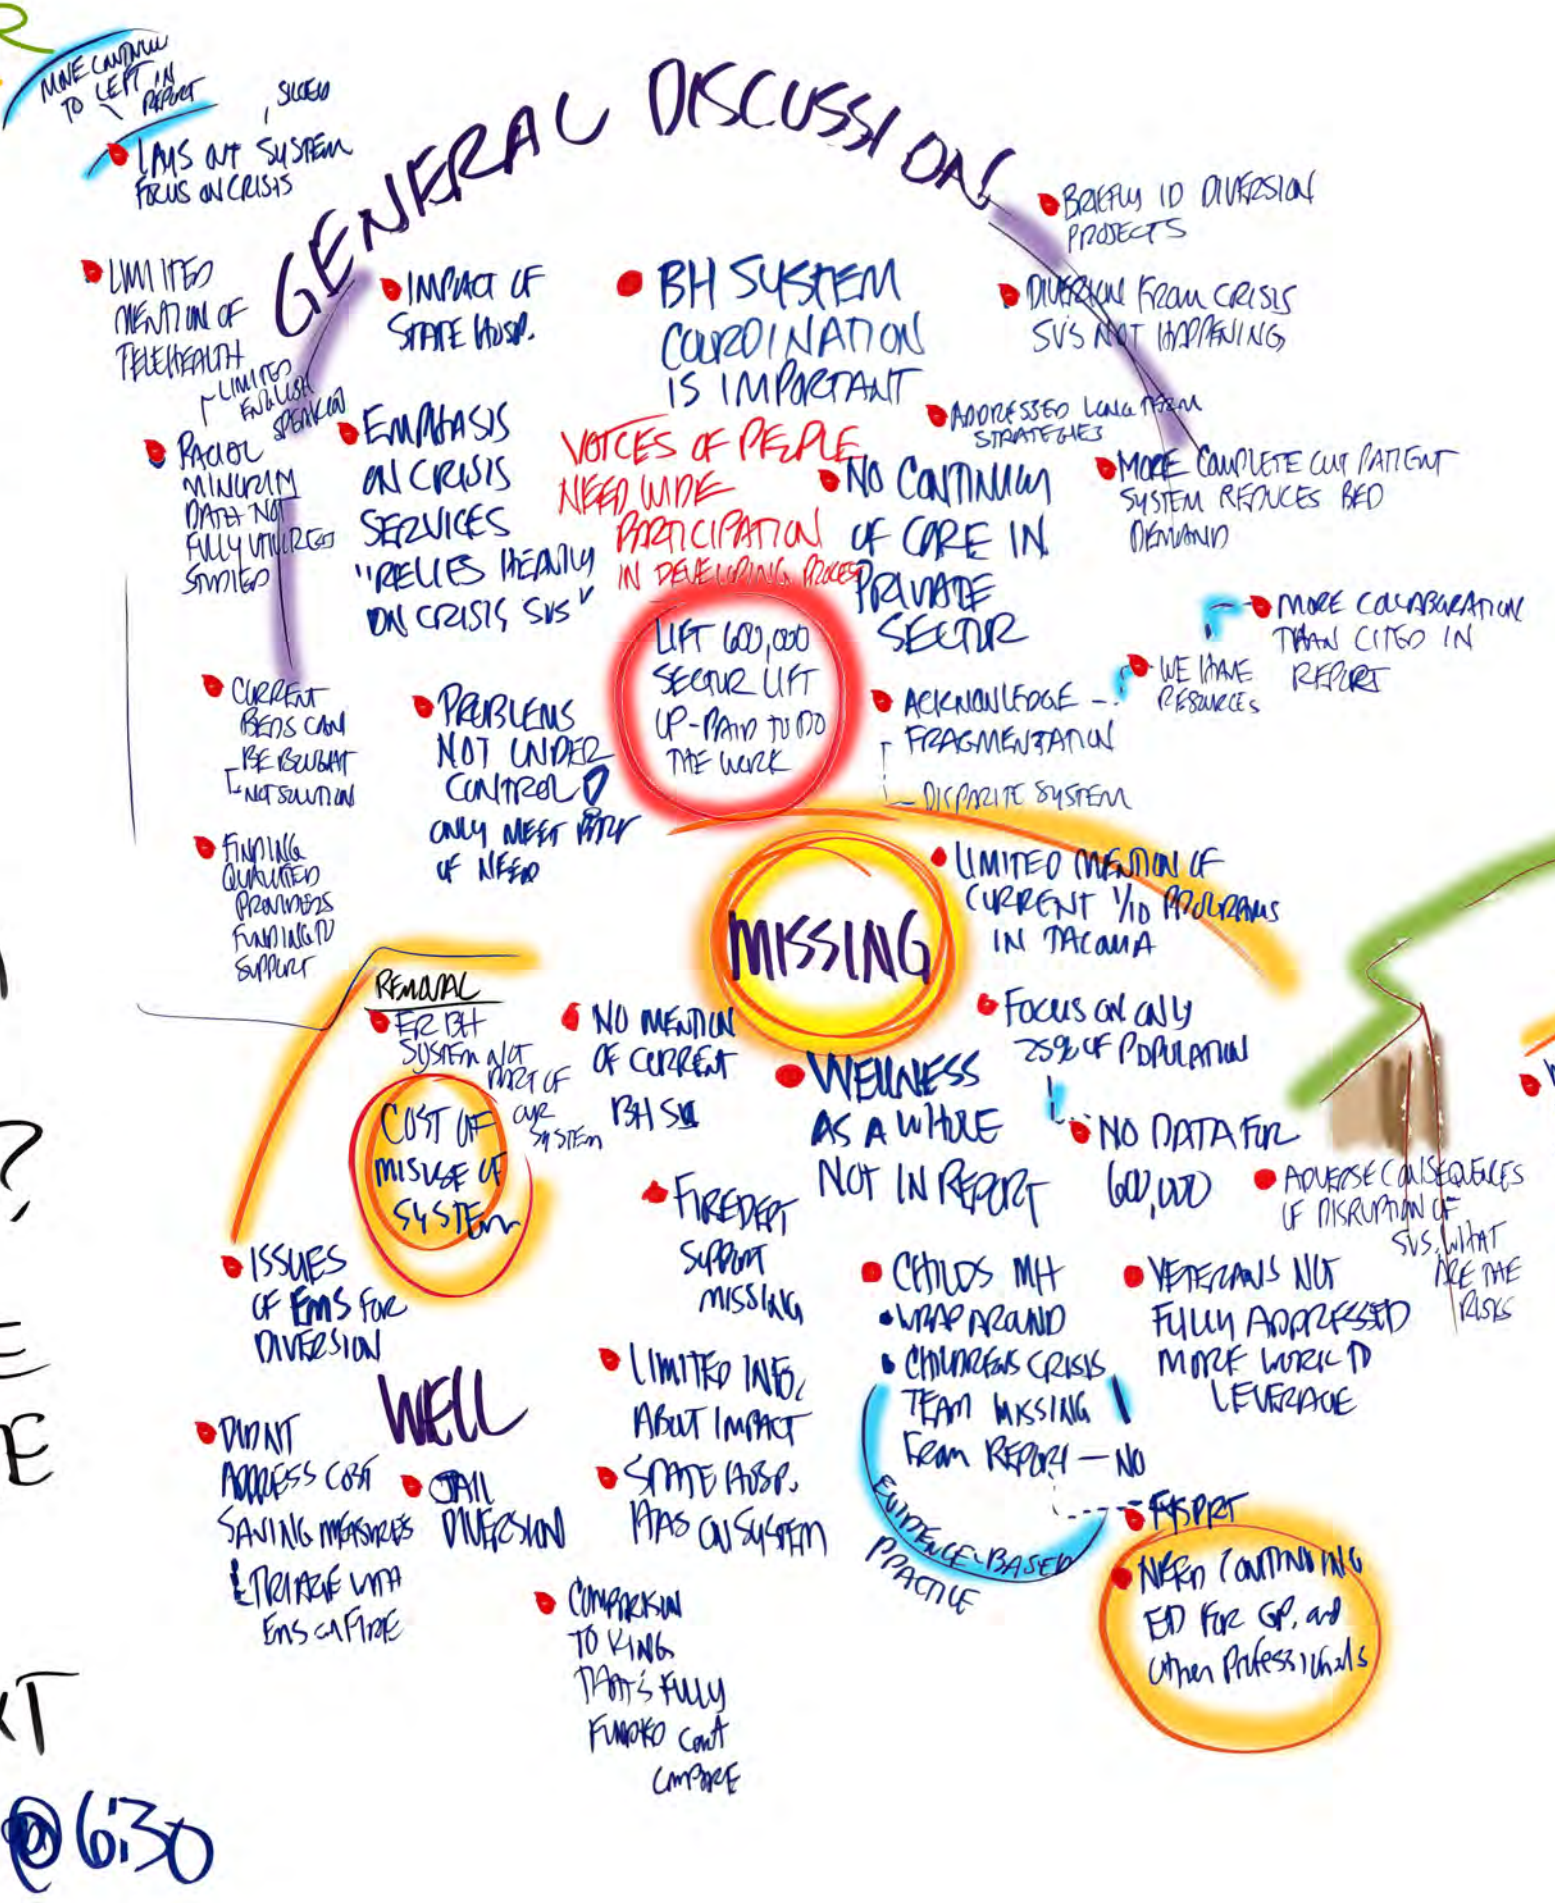 TO LEFT IN
REPORT
SILOED
LAYS OUT SYSTEM
FOCUS ON CRISIS
GENERAL DISCUSSION
BRIEFLY ID DIVERSION
PROJECTS
LIMITED
MENTION OF
TELEHEALTH
LIMITED
ENGLISH
SPEAKING
IMPACT OF
STATE HOSP.
BH SYSTEM
COORDINATION
IS IMPORTANT
DIVERSION FROM CRISIS
SVS NOT HAPPENING
RACIAL
DATA NOT
FULLY UTILIZED
STUDIED
EMPHASIS
ON CRISIS
SERVICES
"RELIES HEAVILY
ON CRISIS SVS"
VOICES OF PEOPLE
NEED WIDE
PARTICIPATION
IN DEVELOPING PROCESS
LIFT 600,000
SECTOR LIFT
UP-PAID TO DO
THE WORK
ADDRESSED LONG TERM
STRATEGIES
NO CONTINUUM
OF CARE IN
PRIVATE
SECTOR
MORE COMPLETE OUT PATIENT
SYSTEM REDUCES BED
DEMAND
MORE COLLABORATION
THAN CITED IN
REPORT
WE HAVE
RESOURCES
ACKNOWLEDGE -
FRAGMENTATION
DISPARITE SYSTEM
CURRENT
BEDS CAN
BE BOUGHT
NOT SOLUTION
PROBLEMS
NOT UNDER
CONTROL
ONLY MEET PART
OF NEED
FINDING
QUALIFIED
PROVIDERS
FUNDING TO
SUPPORT
MISSING
LIMITED MENTION OF
CURRENT 1/10 PROGRAMS
IN TACOMA
REMOVAL
ER BH
SYSTEM NOT
PART OF
OUR
SYSTEM
COST OF
MISUSE OF
SYSTEM
NO MENTION
OF CURRENT
BH
WELLNESS
AS A WHOLE
NOT IN REPORT
FOCUS ON ONLY
25% OF POPULATION
NO DATA FOR
600,000
ADVERSE CONSEQUENCES
OF DISRUPTION OF
SVS. WHAT
ARE THE
RISKS
ISSUES
OF EMS FOR
DIVERSION
FIREDEPT
SUPPORT
MISSING
CHILDS MH
WRAP AROUND
CHILDRENS CRISIS
TEAM MISSING
FROM REPORT - NO
EVIDENCE-BASED
PRACTICE
VETERANS NOT
FULLY ADDRESSED
MORE WORK TO
LEVERAGE
WELL
DIDNT
ADDRESS COST
SAVING MEASURES
TRIAGE WITH
EMS
JAIL
DIVERSION
LIMITED INFO.
ABOUT IMPACT
STATE HOSP.
HAS ON SYSTEM
FYSPRT
NEED CONTINUING
ED FOR GP, and
other Professionals
COMPARISON
TO KING
THAT'S FULLY
FUNDED CAN'T
COMPARE
?
E
E
XT
@6:30